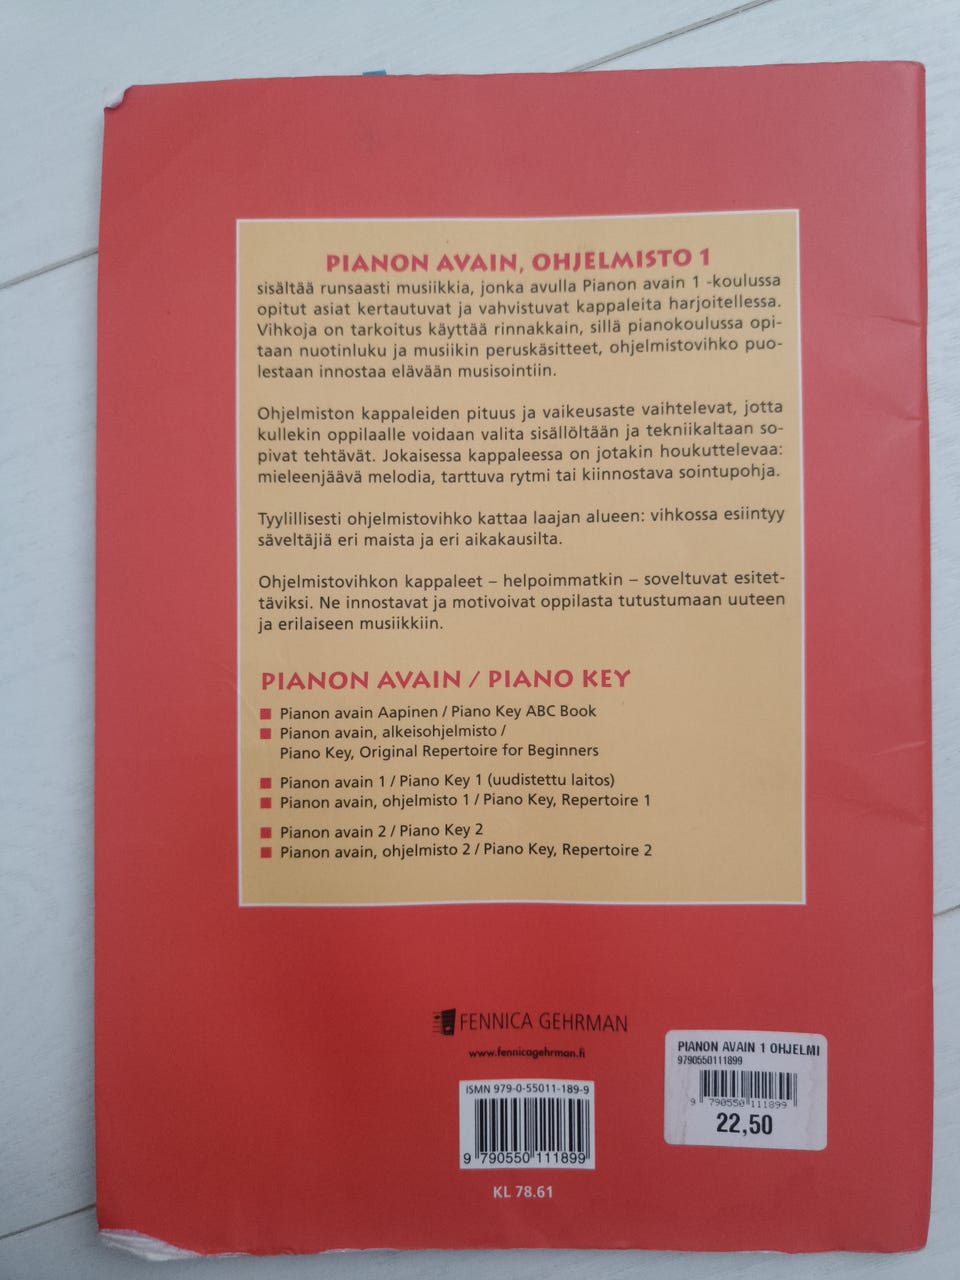 PIANON AVAIN, OHJELMISTO 1
sisältää runsaasti musiikkia, jonka avulla Pianon avain 1 -koulussa
opitut asiat kertautuvat ja vahvistuvat kappaleita harjoitellessa.
Vihkoja on tarkoitus käyttää rinnakkain, sillä pianokoulussa opi-
taan nuotinluku ja musiikin peruskäsitteet, ohjelmistovihko puo-
lestaan innostaa elävään musisointiin.
Ohjelmiston kappaleiden pituus ja vaikeusaste vaihtelevat, jotta
kullekin oppilaalle voidaan valita sisällöltään ja tekniikaltaan so-
pivat tehtävät. Jokaisessa kappaleessa on jotakin houkuttelevaa:
mieleenjäävä melodia, tarttuva rytmi tai kiinnostava sointupohja.
Tyylillisesti ohjelmistovihko kattaa laajan alueen: vihkossa esiintyy
säveltäjiä eri maista ja eri aikakausilta.
Ohjelmistovihkon kappaleet – helpoimmatkin – soveltuvat esitet-
täviksi. Ne innostavat ja motivoivat oppilasta tutustumaan uuteen
ja erilaiseen musiikkiin.
PIANON AVAIN / PIANO KEY
Pianon avain Aapinen / Piano Key ABC Book
Pianon avain, alkeisohjelmisto /
Piano Key, Original Repertoire for Beginners
Pianon avain 1 / Piano Key 1 (uudistettu laitos)
Pianon avain, ohjelmisto 1 / Piano Key, Repertoire 1
Pianon avain 2 / Piano Key 2
Pianon avain, ohjelmisto 2 / Piano Key, Repertoire 2
FENNICA GEHRMAN
www.fennicagehrman.fi
ISMN 979-0-55011-189-9
9 790550 111899
KL 78.61
PIANON AVAIN 1 OHJELMI
9790550111899
9 790550 111899
22,50